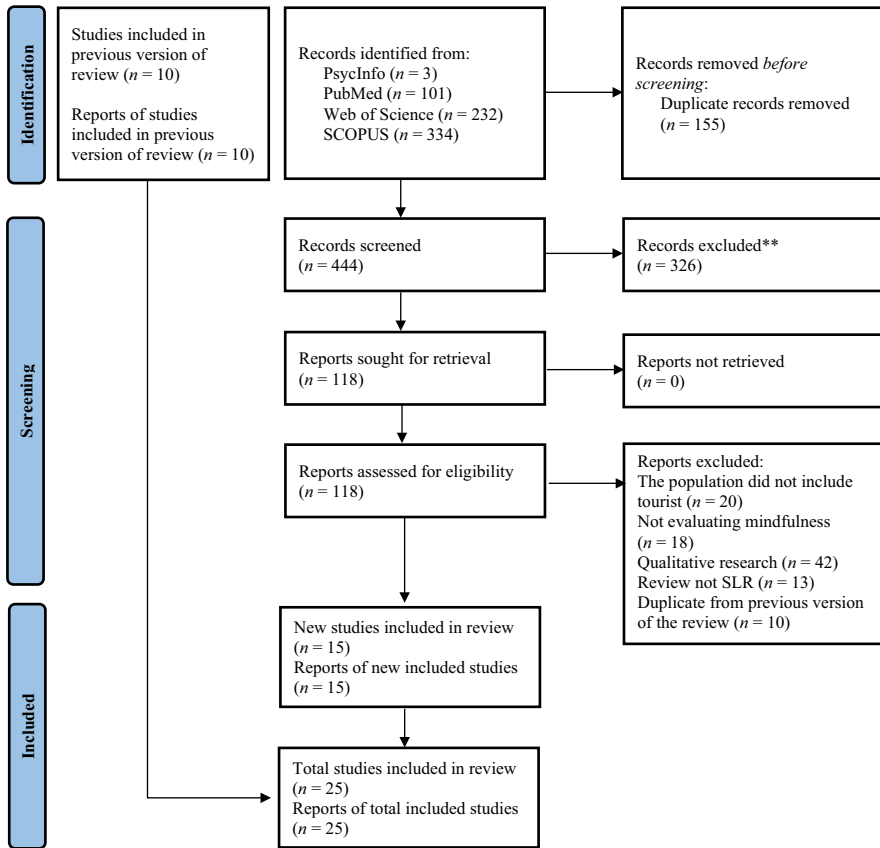 Identification
Studies included in
previous version of
review (n = 10)
Reports of studies
included in previous
version of review (n = 10)
Records identified from:
PsycInfo (n = 3)
PubMed (n = 101)
Web of Science (n = 232)
SCOPUS (n = 334)
Records removed before
screening:
Duplicate records removed
(n = 155)
Screening
Records screened
(n = 444)
Records excluded**
(n = 326)
Reports sought for retrieval
(n = 118)
Reports not retrieved
(n = 0)
Reports assessed for eligibility
(n = 118)
Reports excluded:
The population did not include
tourist (n = 20)
Not evaluating mindfulness
(n = 18)
Qualitative research (n = 42)
Review not SLR (n = 13)
Duplicate from previous version
of the review (n = 10)
Included
New studies included in review
(n = 15)
Reports of new included studies
(n = 15)
Total studies included in review
(n = 25)
Reports of total included studies
(n = 25)